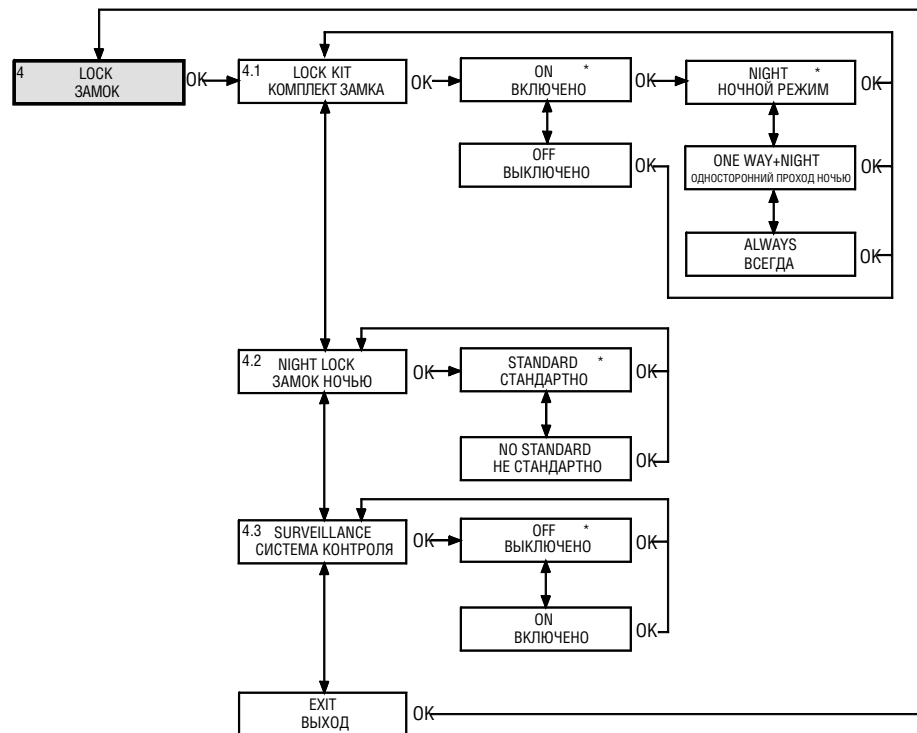 4 LOCK OK
ЗАМОК
4.1 LOCK KIT OK
КОМПЛЕКТ ЗАМКА
ON * OK
ВКЛЮЧЕНО
NIGHT * OK
НОЧНОЙ РЕЖИМ
OFF OK
ВЫКЛЮЧЕНО
ONE WAY+NIGHT OK
ОДНОСТОРОННИЙ ПРОХОД НОЧЬЮ
ALWAYS OK
ВСЕГДА
4.2 NIGHT LOCK OK
ЗАМОК НОЧЬЮ
STANDARD * OK
СТАНДАРТНО
NO STANDARD OK
НЕ СТАНДАРТНО
4.3 SURVEILLANCE OK
СИСТЕМА КОНТРОЛЯ
OFF * OK
ВЫКЛЮЧЕНО
ON OK
ВКЛЮЧЕНО
EXIT OK
ВЫХОД